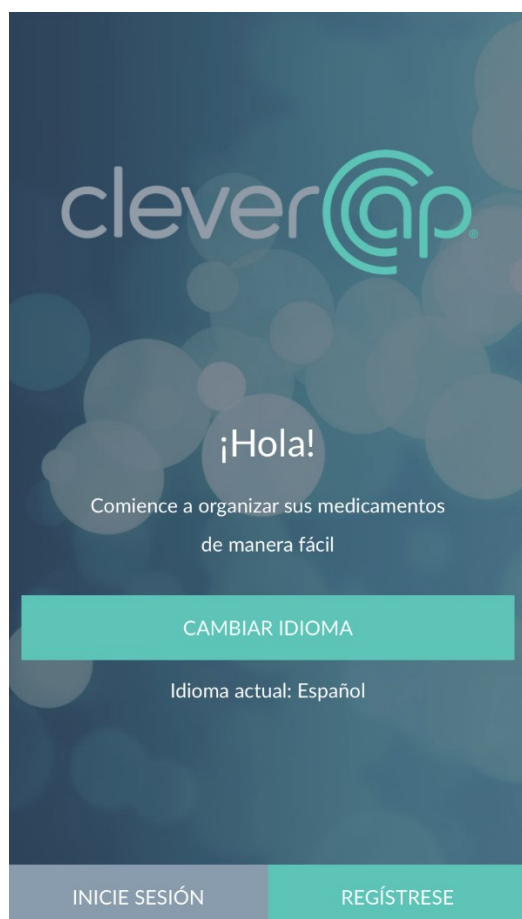 cleverCap®
¡Hola!
Comience a organizar sus medicamentos
de manera fácil
CAMBIAR IDIOMA
Idioma actual: Español
INICIE SESIÓN
REGÍSTRESE